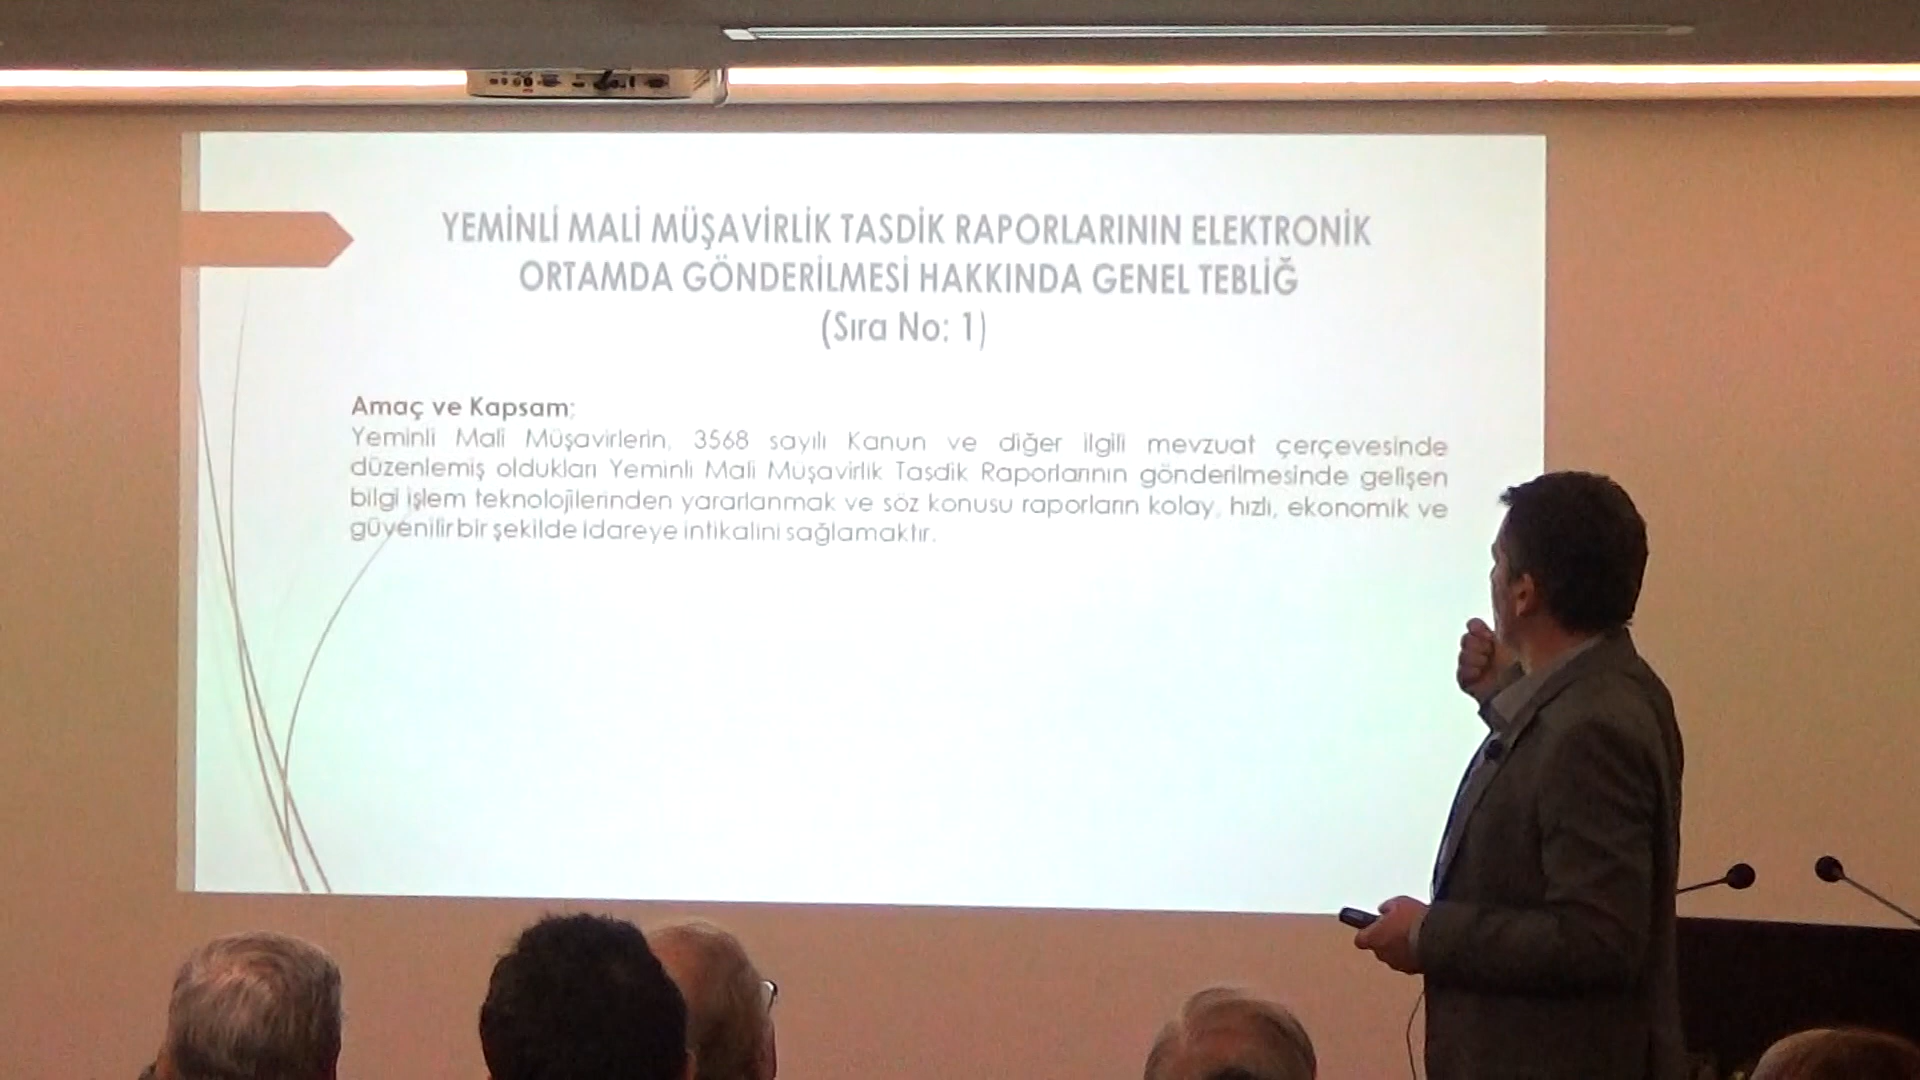 YEMİNLİ MALİ MÜŞAVİRLİK TASDİK RAPORLARININ ELEKTRONİK
ORTAMDA GÖNDERİLMESİ HAKKINDA GENEL TEBLİĞ
(Sıra No: 1)
Amaç ve Kapsam;
Yeminli Mali Müşavirlerin, 3568 sayılı Kanun ve diğer ilgili mevzuat çerçevesinde
düzenlemiş oldukları Yeminli Mali Müşavirlik Tasdik Raporlarının gönderilmesinde gelişen
bilgi işlem teknolojilerinden yararlanmak ve söz konusu raporların kolay, hızlı, ekonomik ve
güvenilir bir şekilde idareye intikalini sağlamaktır.